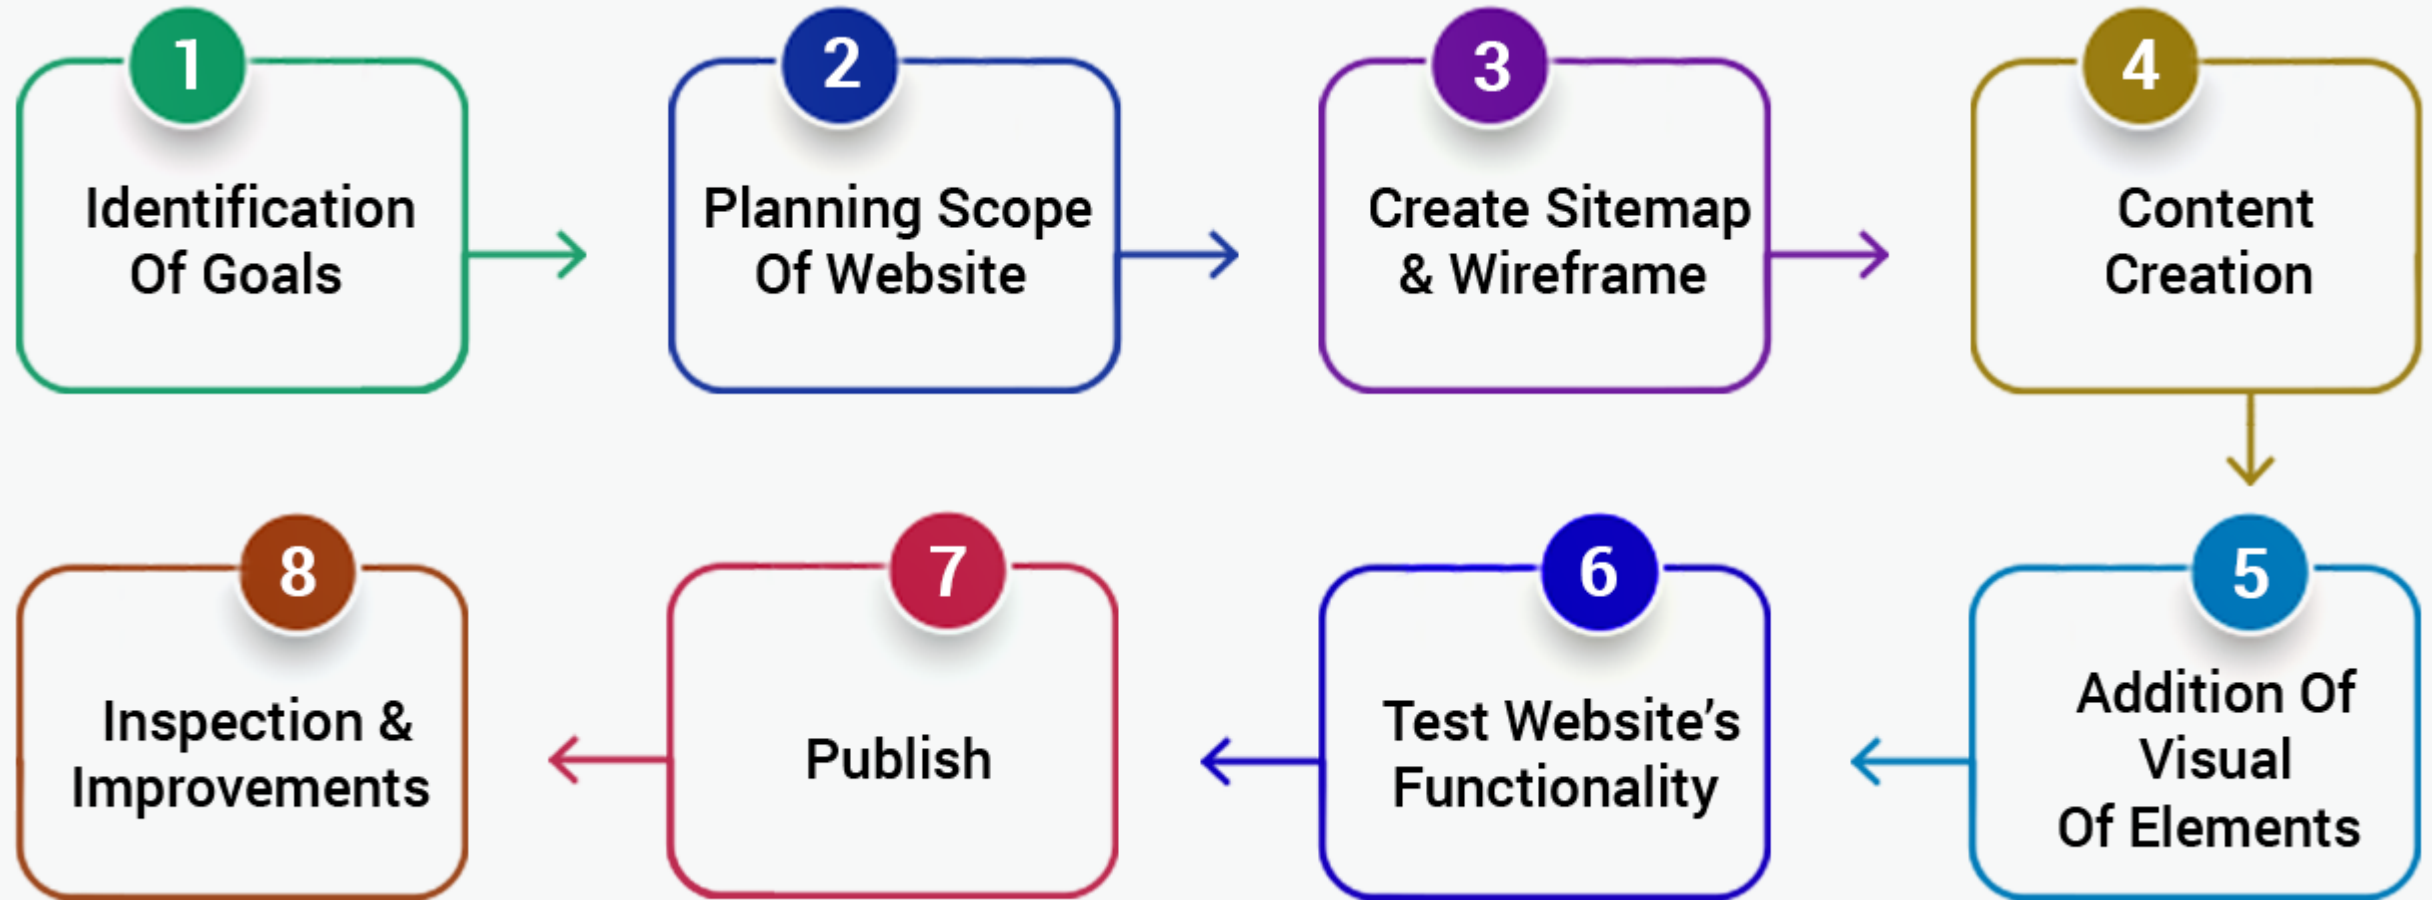 1
Identification
Of Goals
2
Planning Scope
Of Website
3
Create Sitemap
& Wireframe
4
Content
Creation
5
Addition Of
Visual
Of Elements
6
Test Website’s
Functionality
7
Publish
8
Inspection &
Improvements